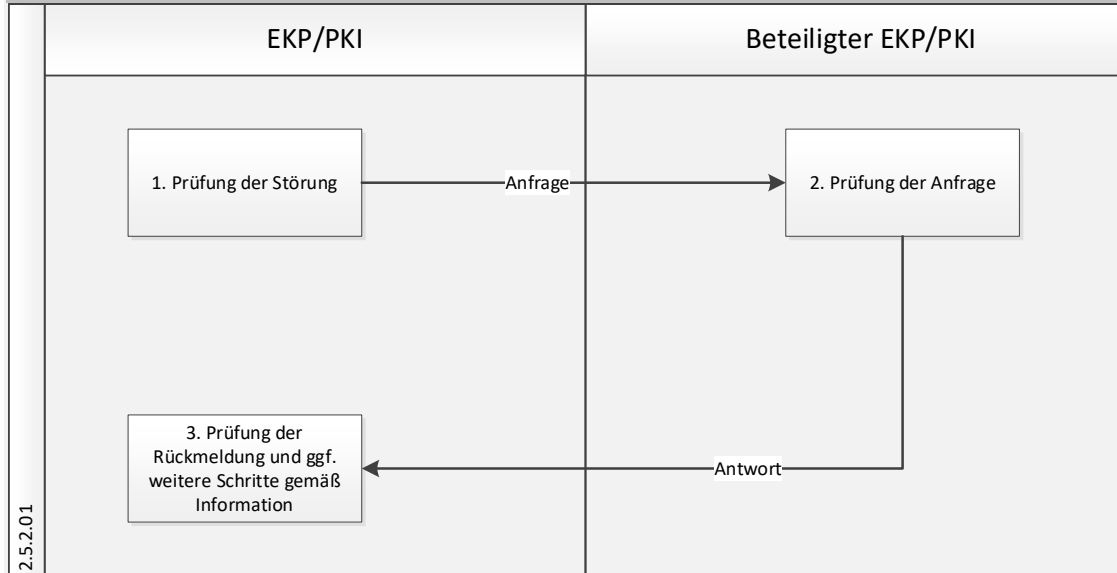 EKP/PKI
Beteiligter EKP/PKI
1. Prüfung der Störung
Anfrage
2. Prüfung der Anfrage
3. Prüfung der
Rückmeldung und ggf.
weitere Schritte gemäß
Information
Antwort
2.5.2.01